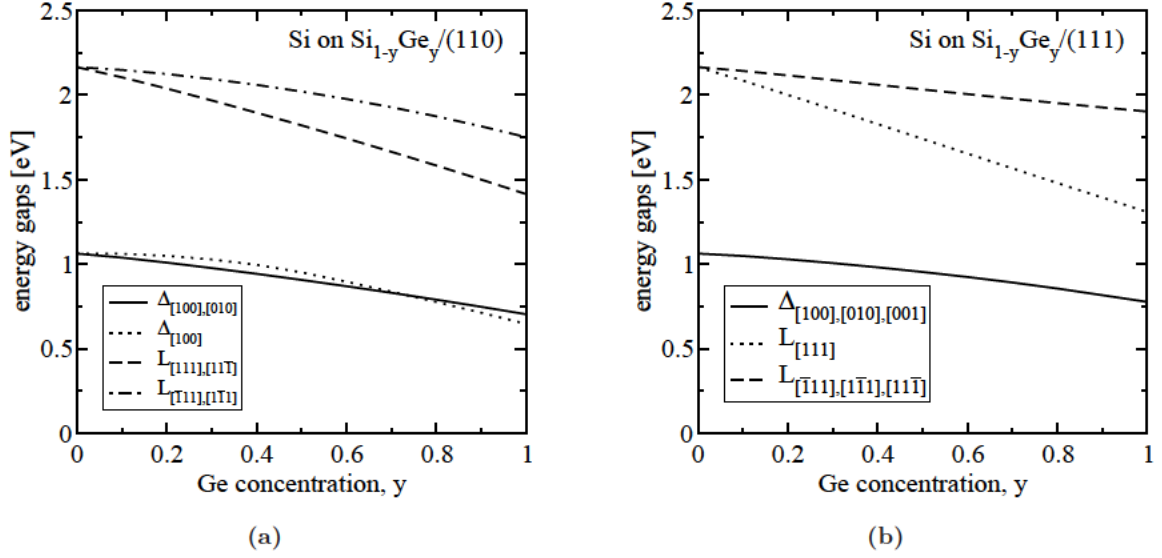 Si on Si1-yGey/(110)
energy gaps [eV]
2.5
2
1.5
1
0.5
0
Δ[100],[010]
Δ[100]
L[111],[111̅]
L[1̅11],[11̅1]
0 0.2 0.4 0.6 0.8 1
Ge concentration, y
(a)
Si on Si1-yGey/(111)
energy gaps [eV]
2.5
2
1.5
1
0.5
0
Δ[100],[010],[001]
L[111]
L[1̅11],[11̅1],[111̅]
0 0.2 0.4 0.6 0.8 1
Ge concentration, y
(b)